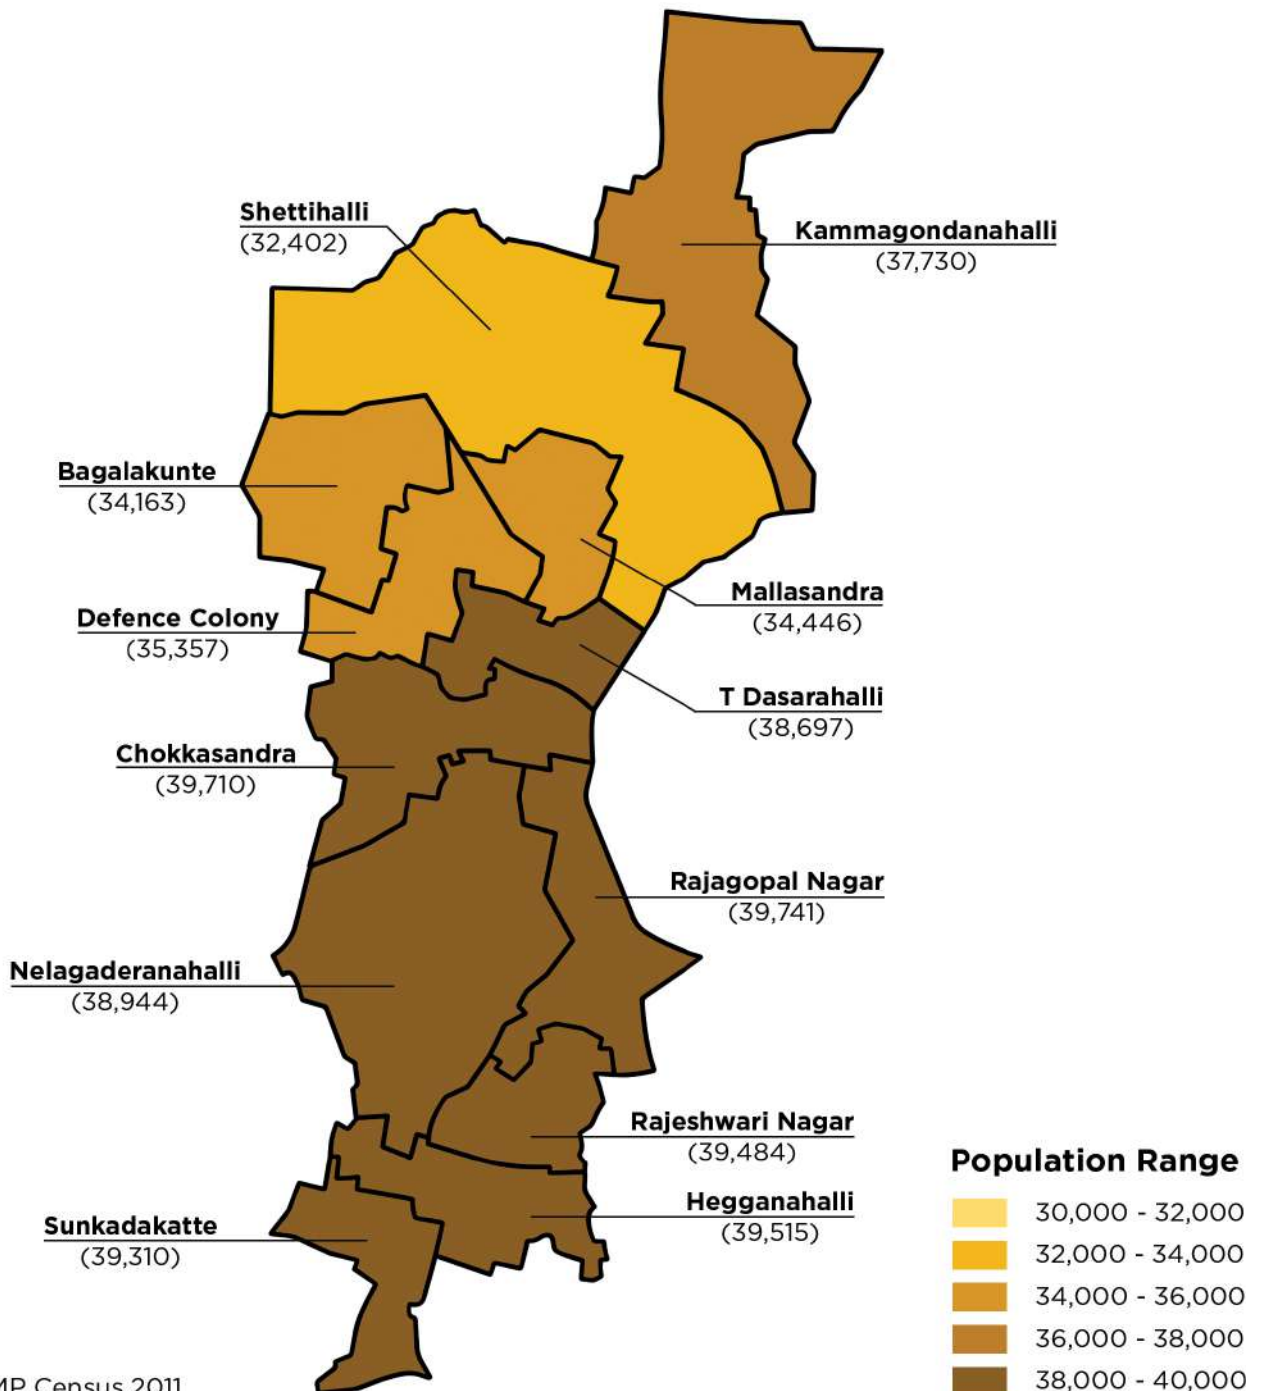 Shettihalli
(32,402)
Kammagondanahalli
(37,730)
Bagalakunte
(34,163)
Mallasandra
(34,446)
Defence Colony
(35,357)
T Dasarahalli
(38,697)
Chokkasandra
(39,710)
Rajagopal Nagar
(39,741)
Nelagaderanahalli
(38,944)
Rajeshwari Nagar
(39,484)
Hegganahalli
(39,515)
Sunkadakatte
(39,310)
Population Range
30,000 - 32,000
32,000 - 34,000
34,000 - 36,000
36,000 - 38,000
38,000 - 40,000
Census 2011